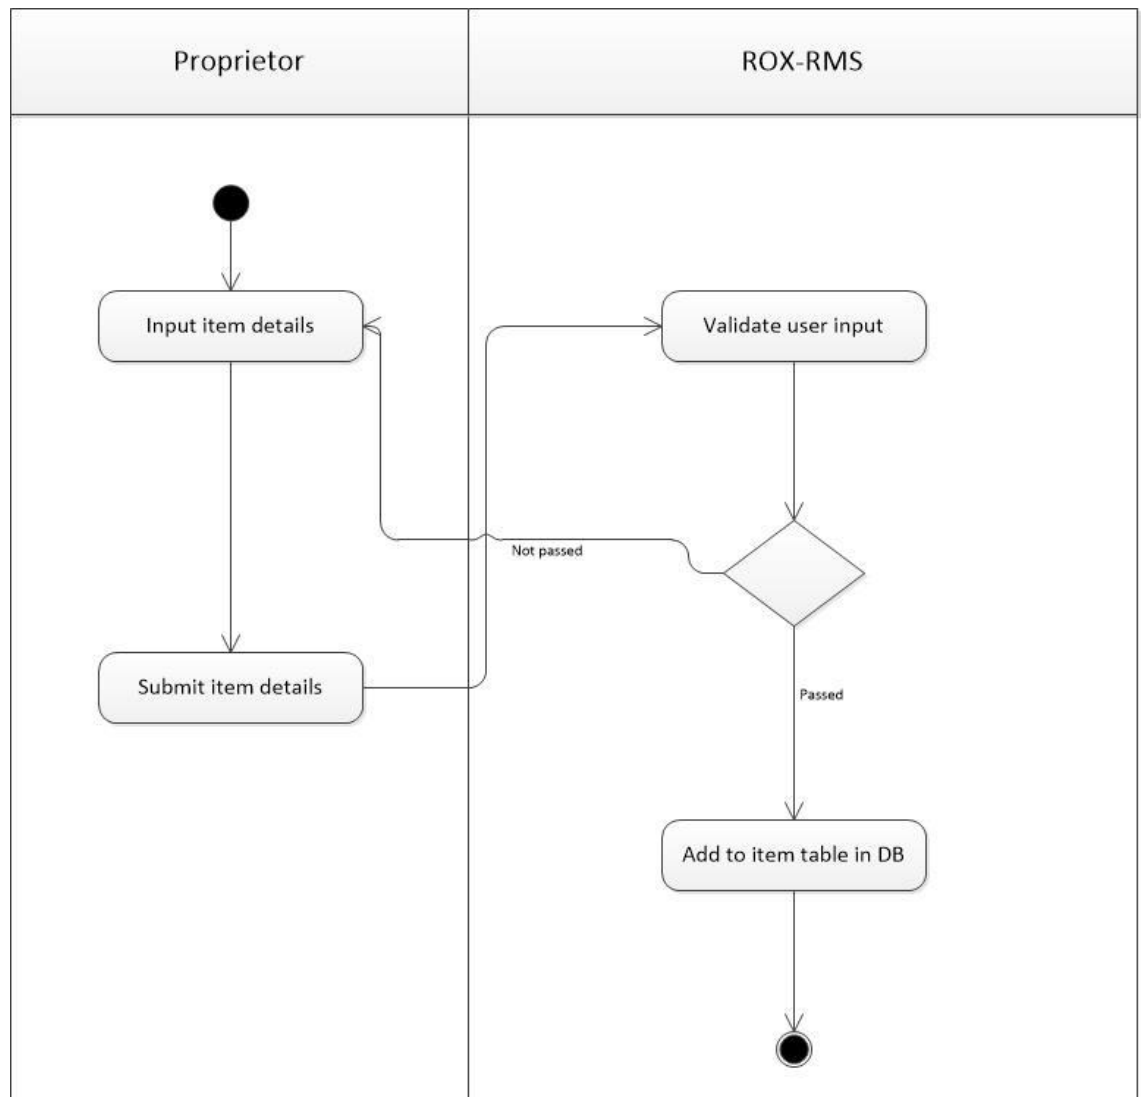 Proprietor
ROX-RMS
Input item details
Validate user input
Not passed
Submit item details
Passed
Add to item table in DB